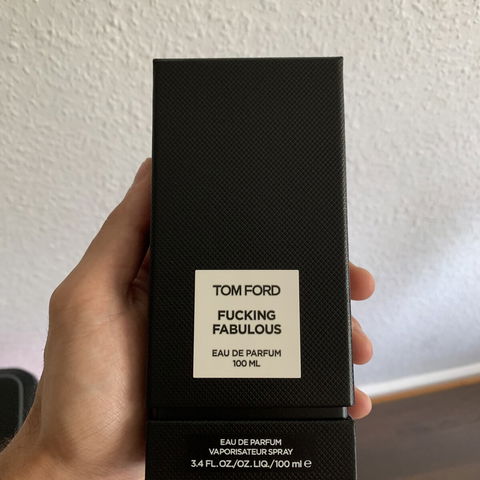 TOM FORD
FUCKING
FABULOUS
EAU DE PARFUM
100 ML
EAU DE PARFUM
VAPORISATEUR SPRAY
3.4 FL.OZ./OZ. LIQ./100 ml ℮